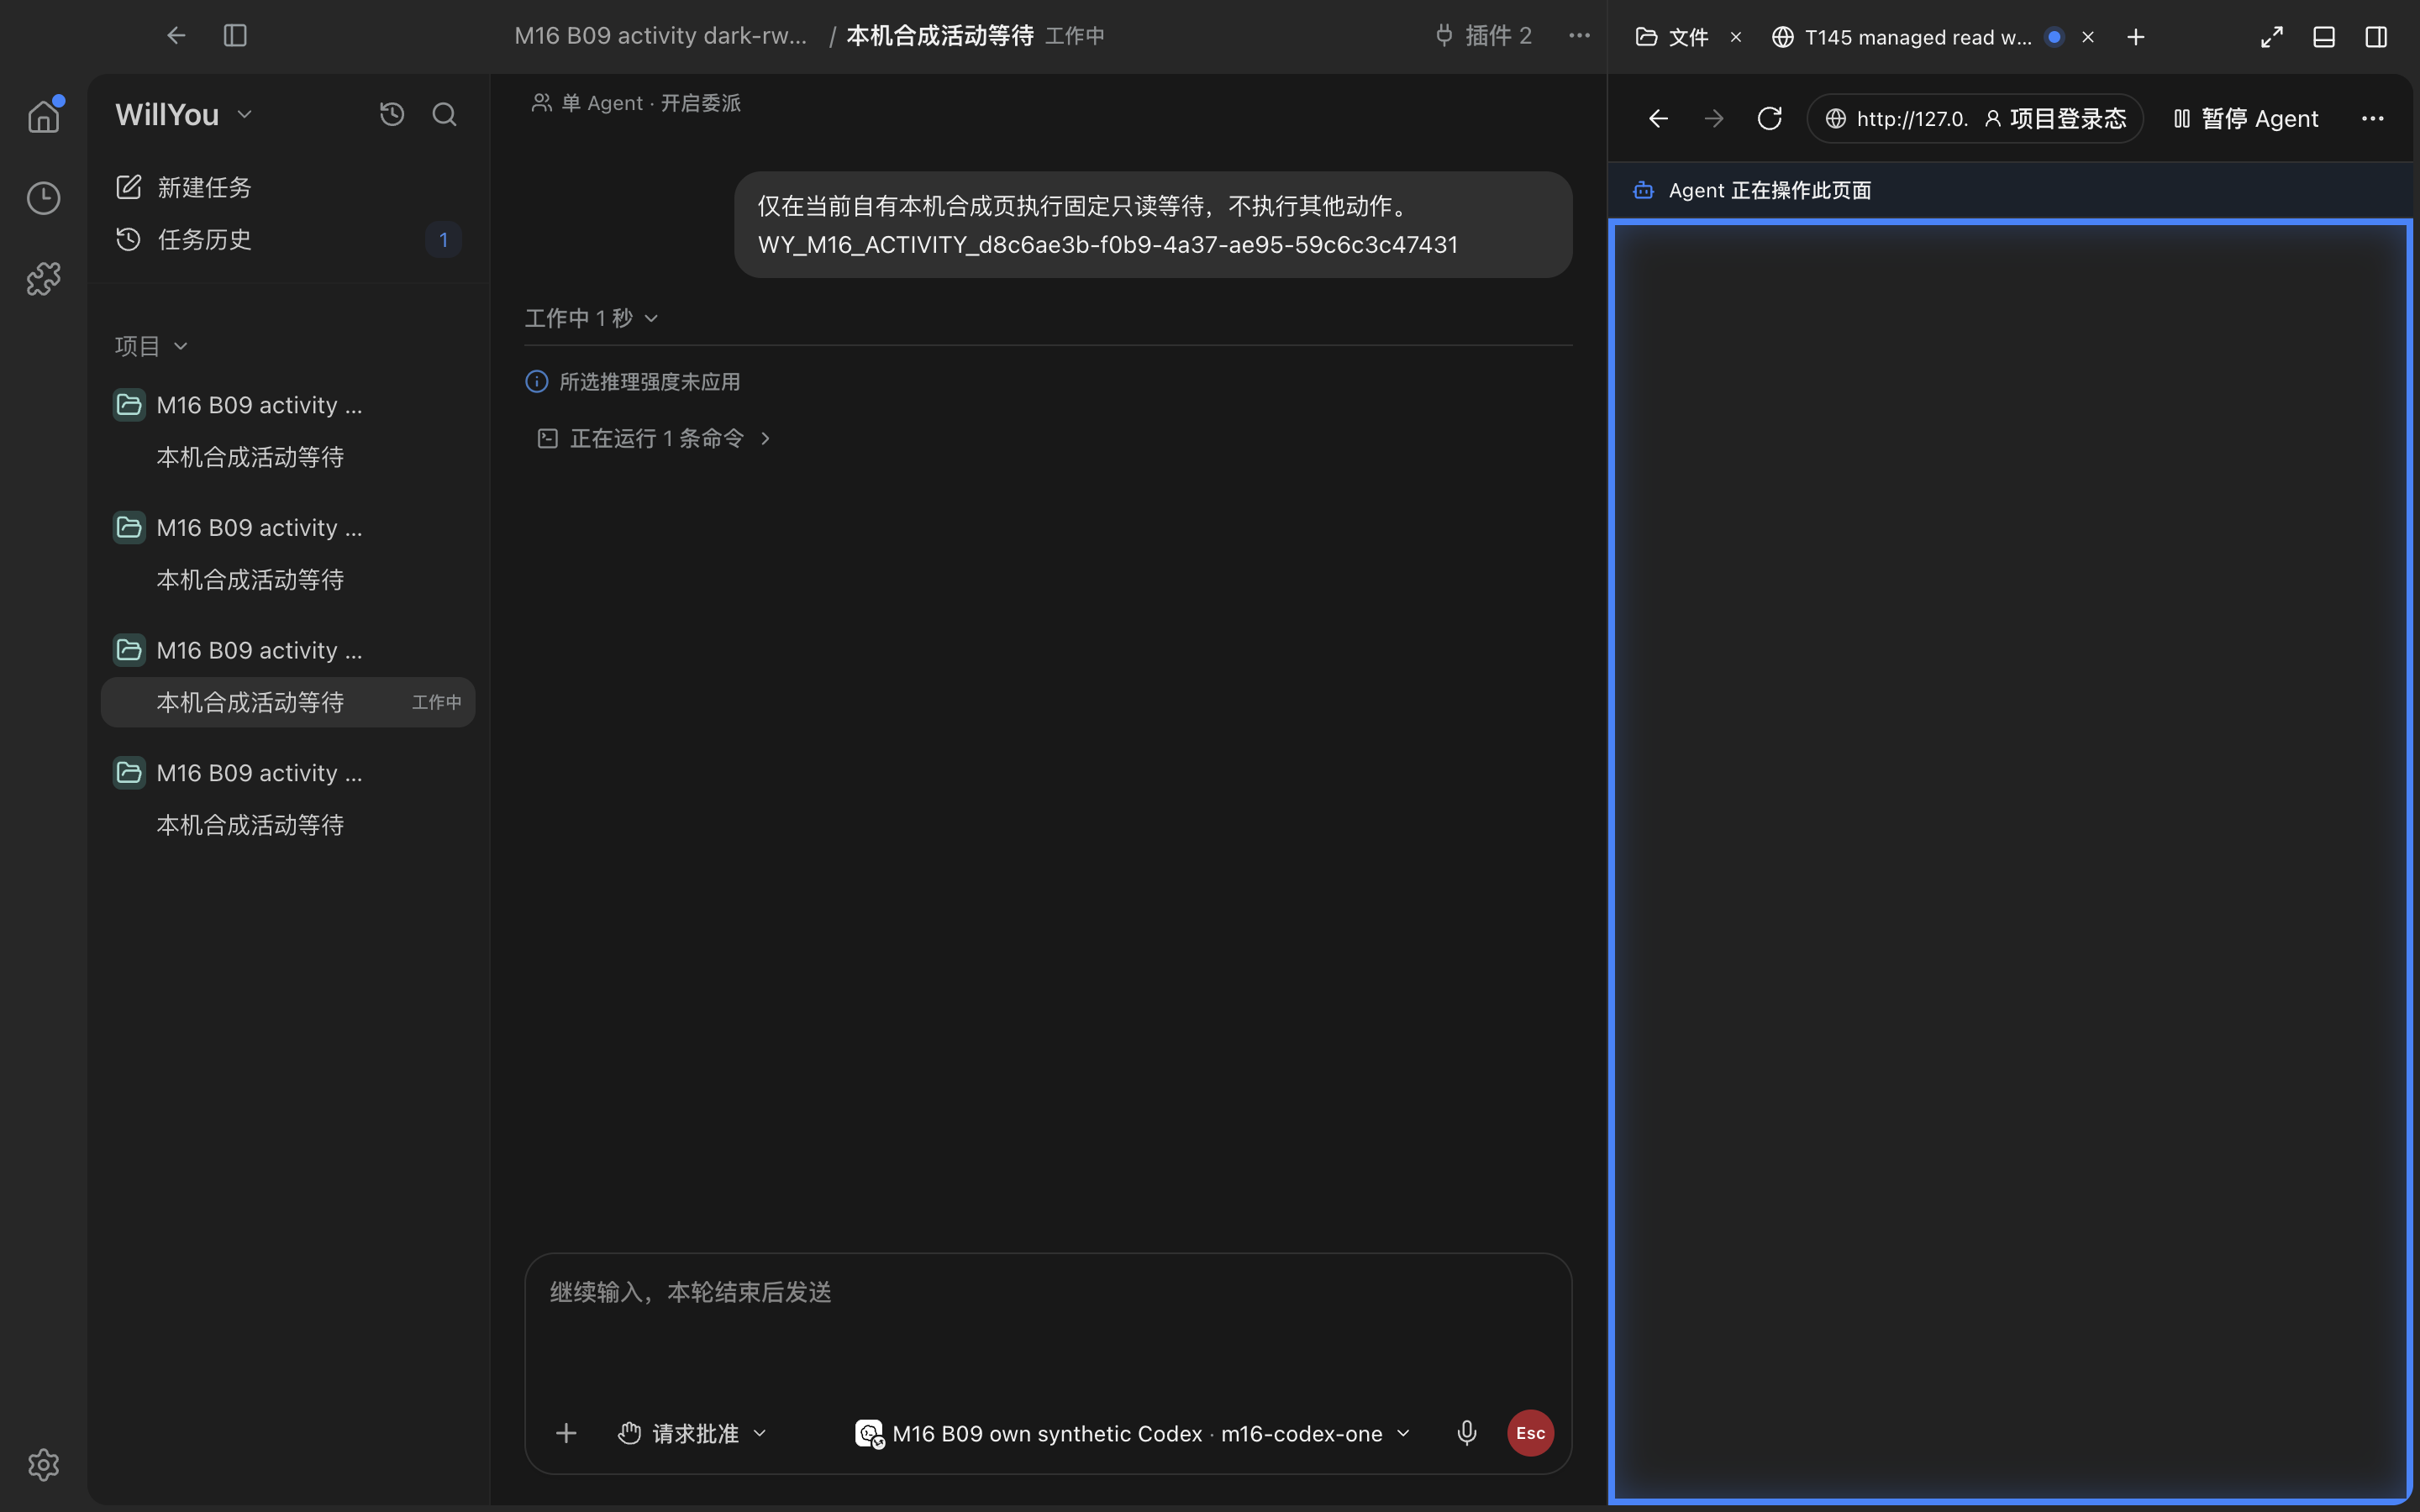 M16 B09 activity dark-rw... / 本机合成活动等待 工作中
插件 2
文件
T145 managed read w...
WillYou
新建任务
任务历史 1
项目
M16 B09 activity ...
本机合成活动等待
M16 B09 activity ...
本机合成活动等待
M16 B09 activity ...
本机合成活动等待 工作中
M16 B09 activity ...
本机合成活动等待
单 Agent · 开启委派
仅在当前自有本机合成页执行固定只读等待，不执行其他动作。
WY_M16_ACTIVITY_d8c6ae3b-f0b9-4a37-ae95-59c6c3c47431
工作中 1 秒
所选推理强度未应用
正在运行 1 条命令
继续输入，本轮结束后发送
请求批准
M16 B09 own synthetic Codex · m16-codex-one
Esc
http://127.0.
项目登录态
暂停 Agent
Agent 正在操作此页面